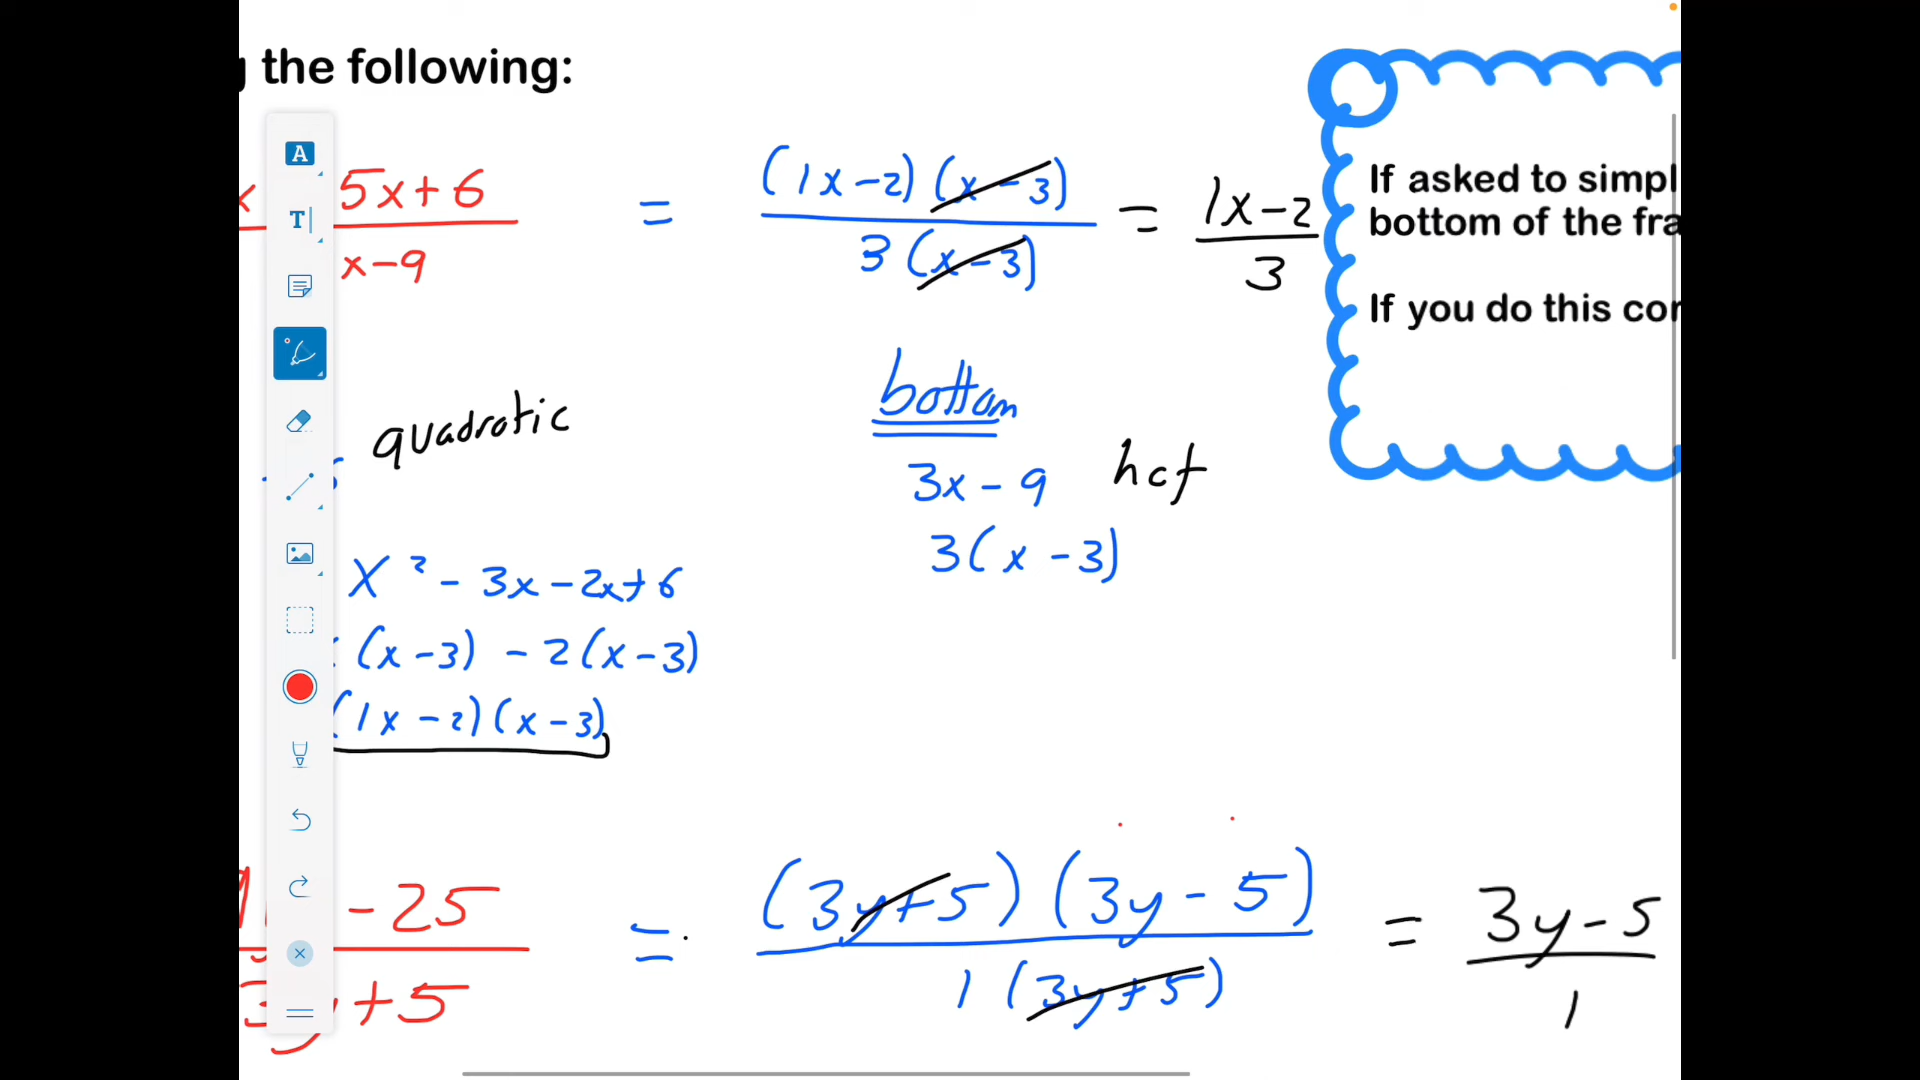 the following:
5x+6
x-9
= (1x-2)(x-3) / 3(x-3) = 1x-2 / 3
If asked to simpl
bottom of the fra
If you do this cor
quadratic
bottom
3x - 9 hcf
3(x - 3)
x² - 3x - 2x + 6
(x-3) - 2(x-3)
(1x-2)(x-3)
- 25
3y+5
= (3y+5)(3y-5) / 1(3y+5) = 3y-5 / 1
A
T